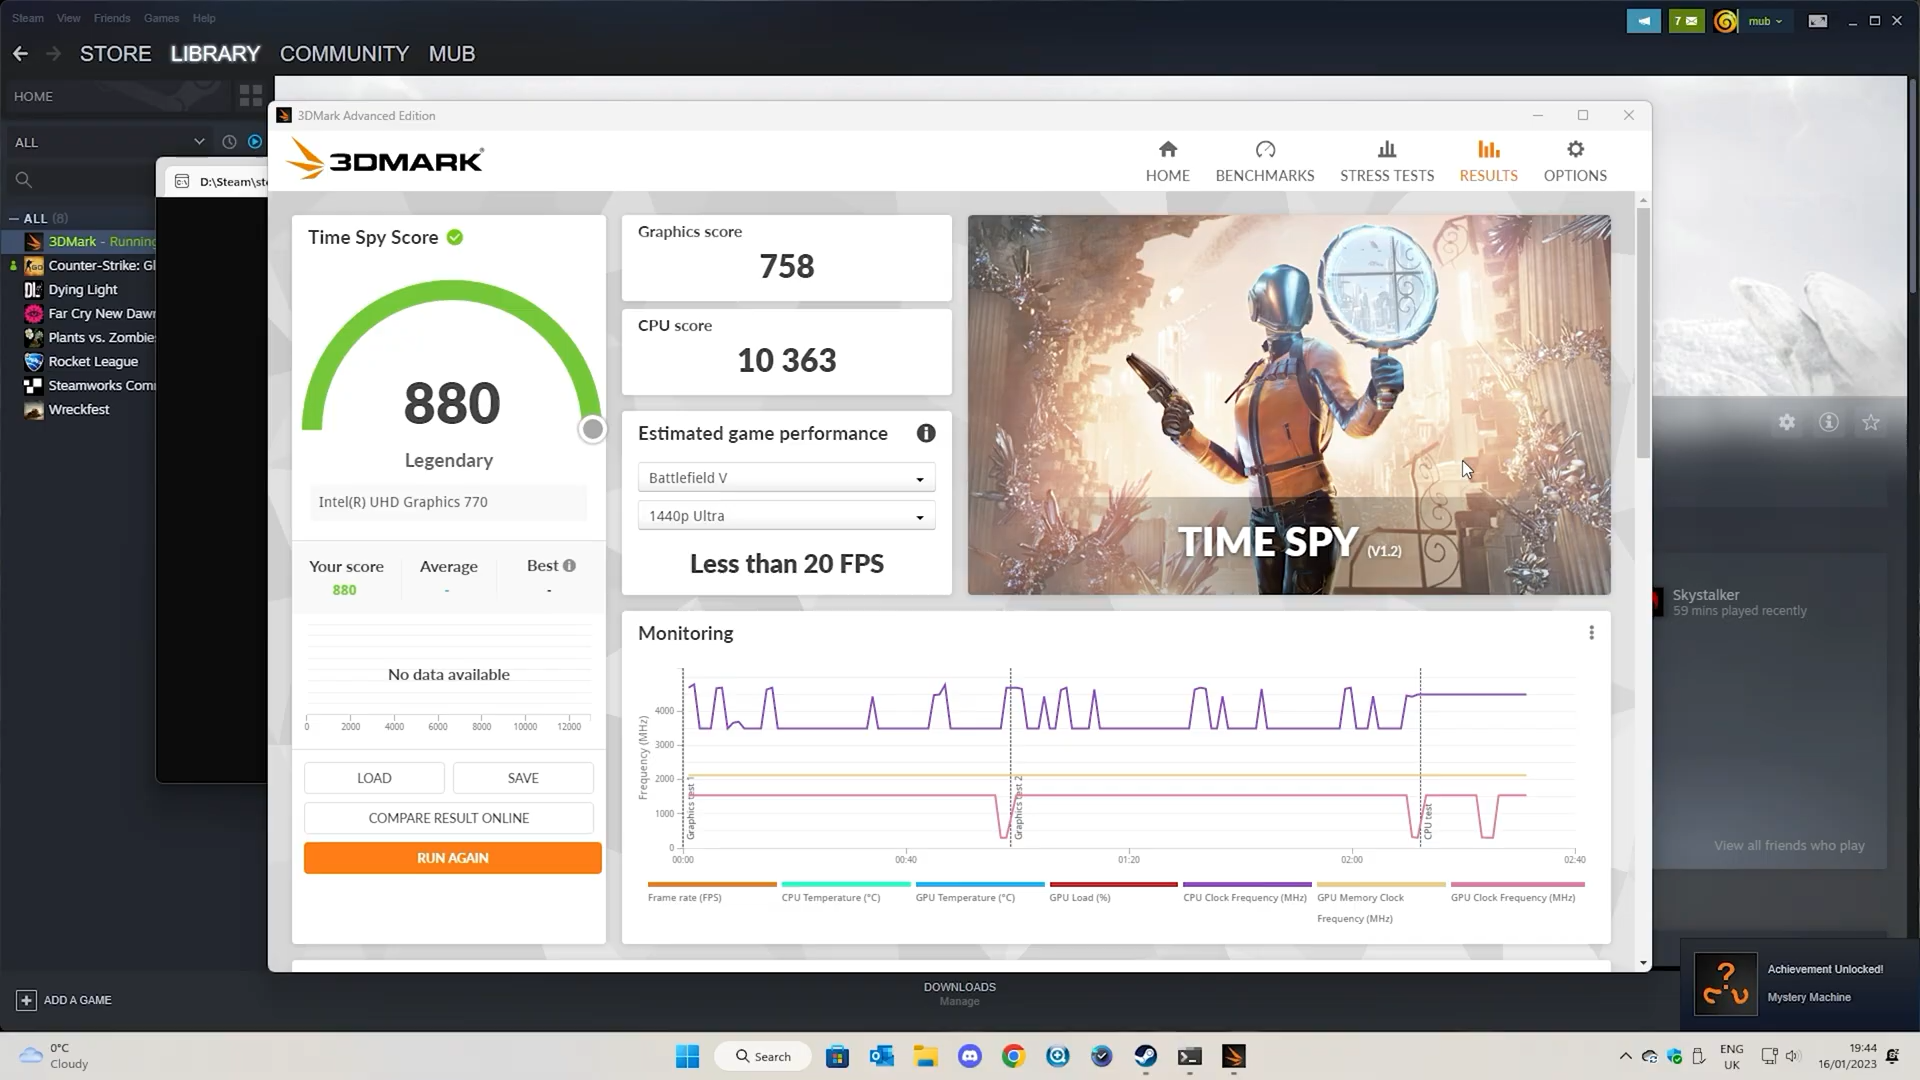 Steam View Friends Games Help
7
mub
STORE LIBRARY COMMUNITY MUB
HOME
ALL
D:\Steam\ste
ALL (8)
3DMark - Running
Counter-Strike: Gl
Dying Light
Far Cry New Dawn
Plants vs. Zombies
Rocket League
Steamworks Com
Wreckfest
3DMark Advanced Edition
3DMARK
HOME BENCHMARKS STRESS TESTS RESULTS OPTIONS
Time Spy Score
880
Legendary
Intel(R) UHD Graphics 770
Your score Average Best
880 - -
No data available
0 2000 4000 6000 8000 10000 12000
LOAD SAVE
COMPARE RESULT ONLINE
RUN AGAIN
Graphics score
758
CPU score
10 363
Estimated game performance
Battlefield V
1440p Ultra
Less than 20 FPS
TIME SPY (V1.2)
Monitoring
Frequency (MHz)
4000
3000
2000
1000
0
Graphics test 1
Graphics test 2
CPU test
00:00 00:40 01:20 02:00 02:40
Frame rate (FPS) CPU Temperature (°C) GPU Temperature (°C) GPU Load (%) CPU Clock Frequency (MHz) GPU Memory Clock Frequency (MHz) GPU Clock Frequency (MHz)
Skystalker
59 mins played recently
View all friends who play
Achievement Unlocked!
Mystery Machine
ADD A GAME
DOWNLOADS
Manage
0°C
Cloudy
Search
ENG
UK
19:44
16/01/2023